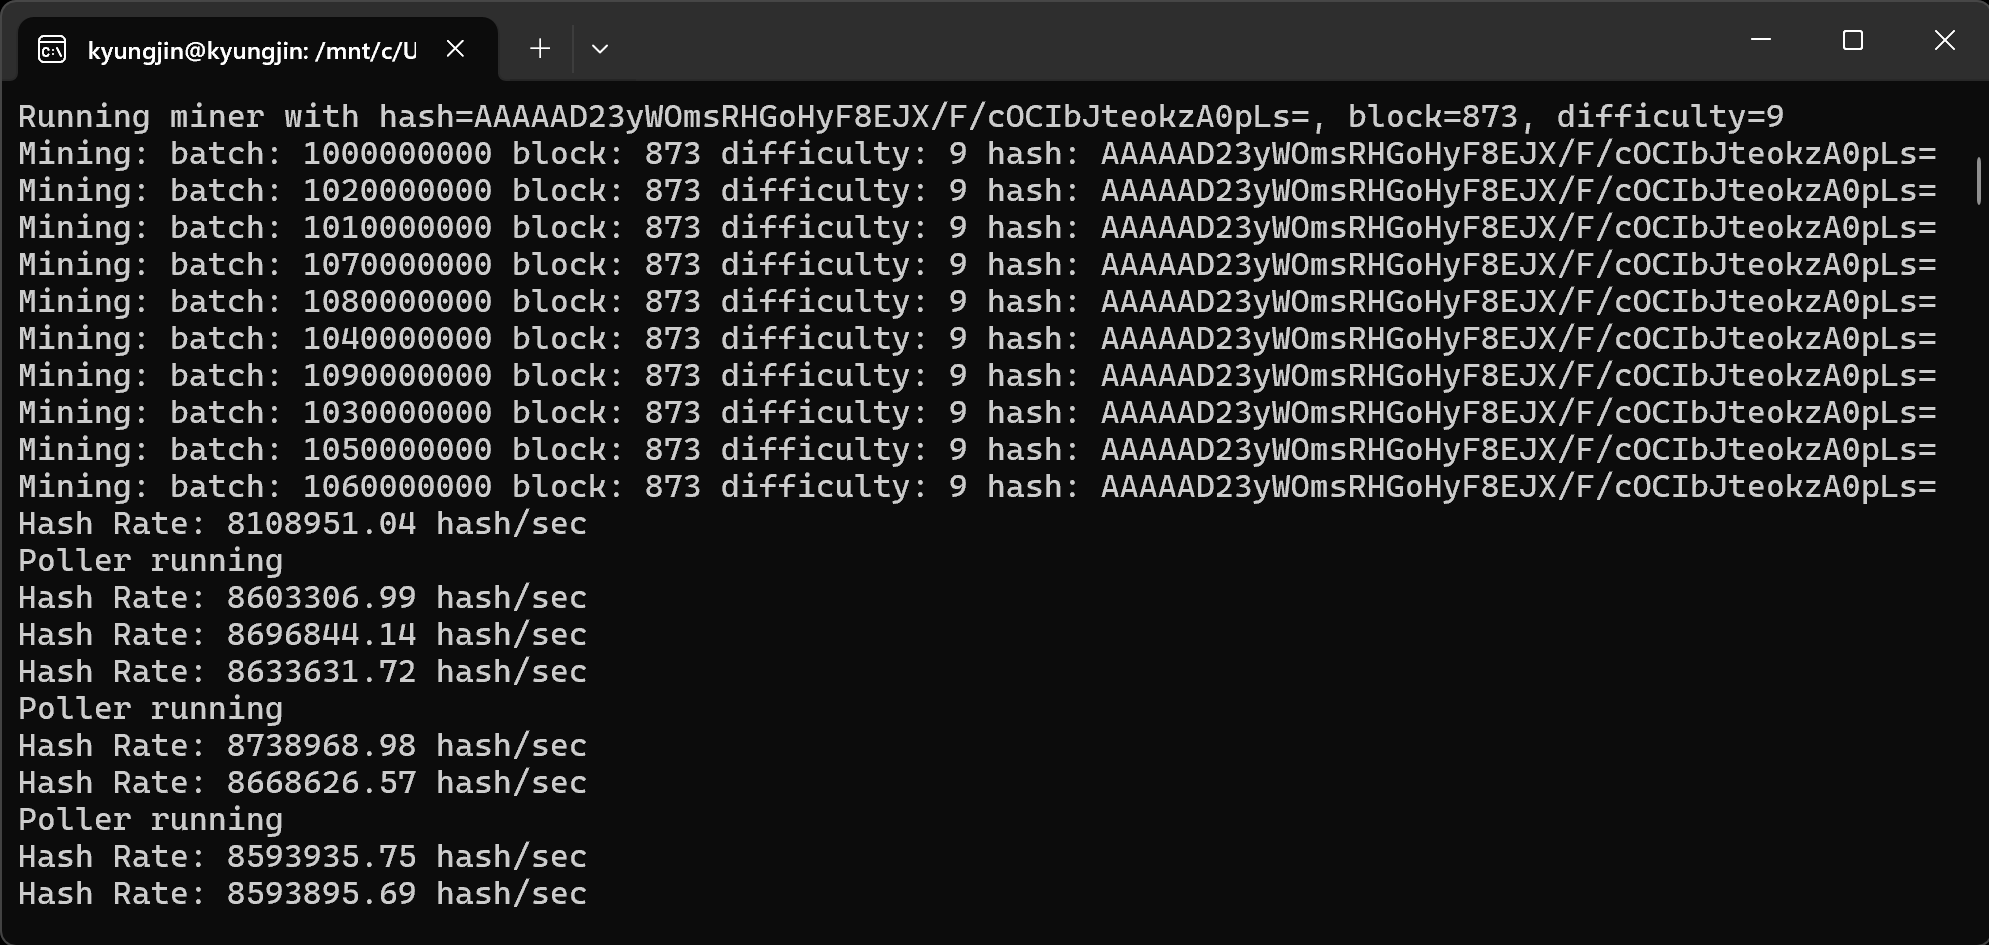 kyungjin@kyungjin: /mnt/c/U
Running miner with hash=AAAAAD23yWOmsRHGoHyF8EJX/F/cOCIbJteokzA0pLs=, block=873, difficulty=9
Mining: batch: 1000000000 block: 873 difficulty: 9 hash: AAAAAD23yWOmsRHGoHyF8EJX/F/cOCIbJteokzA0pLs=
Mining: batch: 1020000000 block: 873 difficulty: 9 hash: AAAAAD23yWOmsRHGoHyF8EJX/F/cOCIbJteokzA0pLs=
Mining: batch: 1010000000 block: 873 difficulty: 9 hash: AAAAAD23yWOmsRHGoHyF8EJX/F/cOCIbJteokzA0pLs=
Mining: batch: 1070000000 block: 873 difficulty: 9 hash: AAAAAD23yWOmsRHGoHyF8EJX/F/cOCIbJteokzA0pLs=
Mining: batch: 1080000000 block: 873 difficulty: 9 hash: AAAAAD23yWOmsRHGoHyF8EJX/F/cOCIbJteokzA0pLs=
Mining: batch: 1040000000 block: 873 difficulty: 9 hash: AAAAAD23yWOmsRHGoHyF8EJX/F/cOCIbJteokzA0pLs=
Mining: batch: 1090000000 block: 873 difficulty: 9 hash: AAAAAD23yWOmsRHGoHyF8EJX/F/cOCIbJteokzA0pLs=
Mining: batch: 1030000000 block: 873 difficulty: 9 hash: AAAAAD23yWOmsRHGoHyF8EJX/F/cOCIbJteokzA0pLs=
Mining: batch: 1050000000 block: 873 difficulty: 9 hash: AAAAAD23yWOmsRHGoHyF8EJX/F/cOCIbJteokzA0pLs=
Mining: batch: 1060000000 block: 873 difficulty: 9 hash: AAAAAD23yWOmsRHGoHyF8EJX/F/cOCIbJteokzA0pLs=
Hash Rate: 8108951.04 hash/sec
Poller running
Hash Rate: 8603306.99 hash/sec
Hash Rate: 8696844.14 hash/sec
Hash Rate: 8633631.72 hash/sec
Poller running
Hash Rate: 8738968.98 hash/sec
Hash Rate: 8668626.57 hash/sec
Poller running
Hash Rate: 8593935.75 hash/sec
Hash Rate: 8593895.69 hash/sec